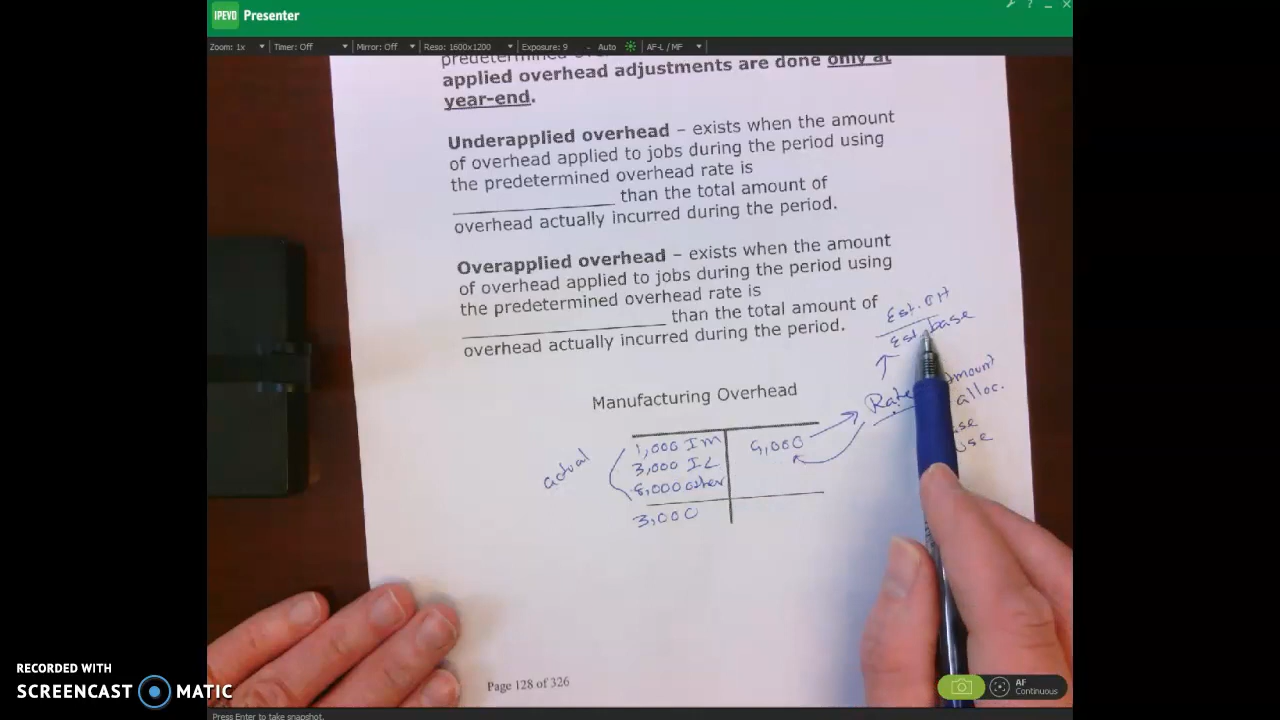 IPEVO Presenter
Zoom: 1x Timer: Off Mirror: Off Reso: 1600x1200 Exposure: 9 - Auto AF-L / MF
predetermined
applied overhead adjustments are done only at
year-end.
Underapplied overhead – exists when the amount
of overhead applied to jobs during the period using
the predetermined overhead rate is
____________ than the total amount of
overhead actually incurred during the period.
Overapplied overhead – exists when the amount
of overhead applied to jobs during the period using
the predetermined overhead rate is
____________ than the total amount of
overhead actually incurred during the period.
Est. OH
Est. base
Rate
amount
alloc.
Manufacturing Overhead
actual
1,000 IM
9,000
3,000 IL
8,000 other
3,000
Page 128 of 326
RECORDED WITH
SCREENCAST MATIC
AF
Continuous
Press Enter to take snapshot.